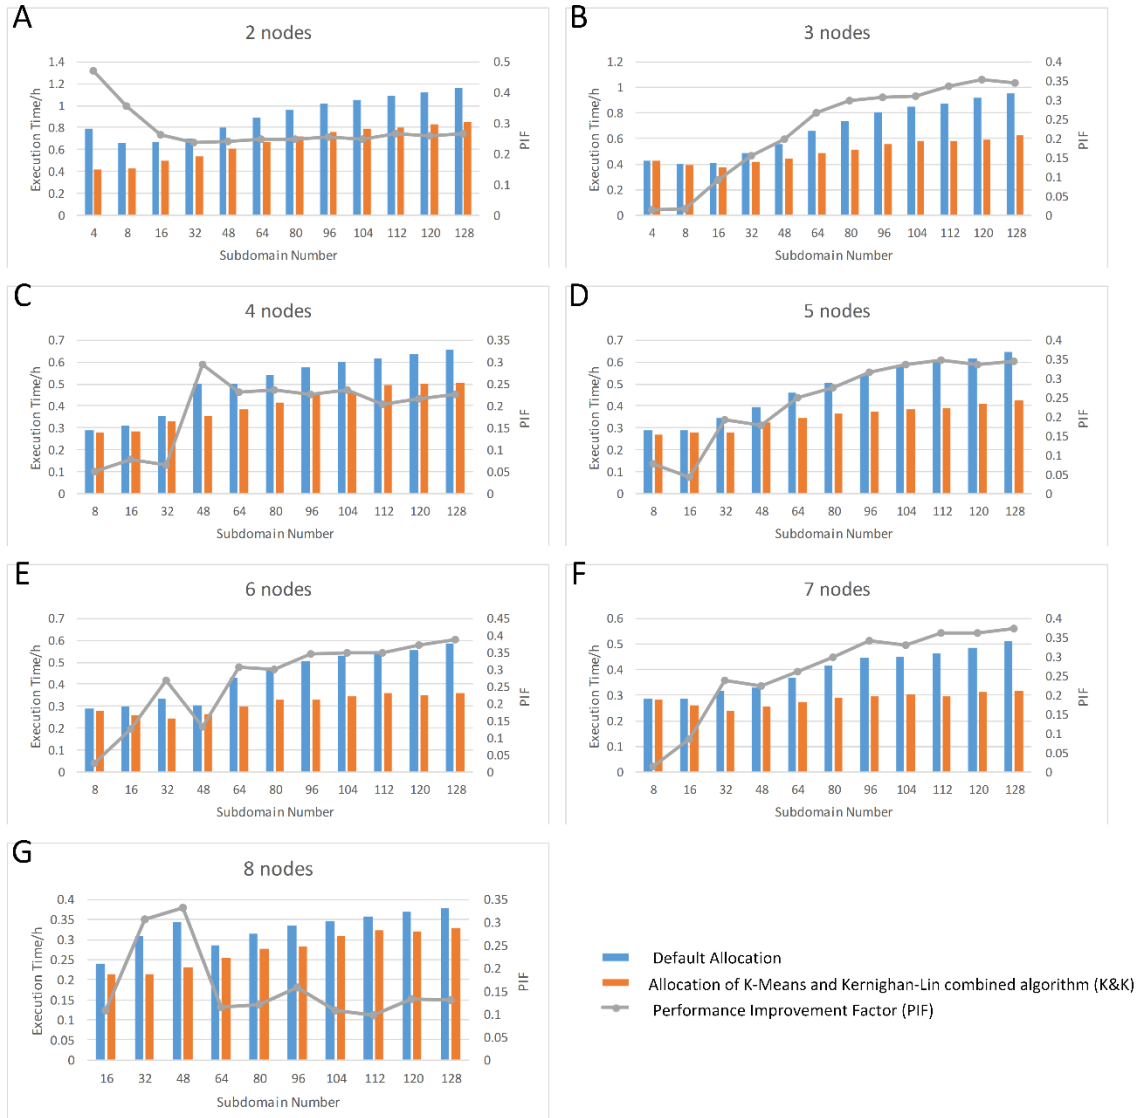 A
2 nodes
Execution Time/h
1.4
1.2
1
0.8
0.6
0.4
0.2
0
0.5
0.4
0.3
0.2
0.1
0
PIF
4 8 16 32 48 64 80 96 104 112 120 128
Subdomain Number
B
3 nodes
Execution Time/h
1.2
1
0.8
0.6
0.4
0.2
0
0.4
0.35
0.3
0.25
0.2
0.15
0.1
0.05
0
PIF
4 8 16 32 48 64 80 96 104 112 120 128
Subdomain Number
C
4 nodes
Execution Time/h
0.7
0.6
0.5
0.4
0.3
0.2
0.1
0
0.35
0.3
0.25
0.2
0.15
0.1
0.05
0
PIF
8 16 32 48 64 80 96 104 112 120 128
Subdomain Number
D
5 nodes
Execution Time/h
0.7
0.6
0.5
0.4
0.3
0.2
0.1
0
0.4
0.35
0.3
0.25
0.2
0.15
0.1
0.05
0
PIF
8 16 32 48 64 80 96 104 112 120 128
Subdomain Number
E
6 nodes
Execution Time/h
0.7
0.6
0.5
0.4
0.3
0.2
0.1
0
0.45
0.4
0.35
0.3
0.25
0.2
0.15
0.1
0.05
0
PIF
8 16 32 48 64 80 96 104 112 120 128
Subdomain Number
F
7 nodes
Execution Time/h
0.6
0.5
0.4
0.3
0.2
0.1
0
0.4
0.35
0.3
0.25
0.2
0.15
0.1
0.05
0
PIF
8 16 32 48 64 80 96 104 112 120 128
Subdomain Number
G
8 nodes
Execution Time/h
0.4
0.35
0.3
0.25
0.2
0.15
0.1
0.05
0
0.35
0.3
0.25
0.2
0.15
0.1
0.05
0
PIF
16 32 48 64 80 96 104 112 120 128
Subdomain Number
Default Allocation
Allocation of K-Means and Kernighan-Lin combined algorithm (K&K)
Performance Improvement Factor (PIF)